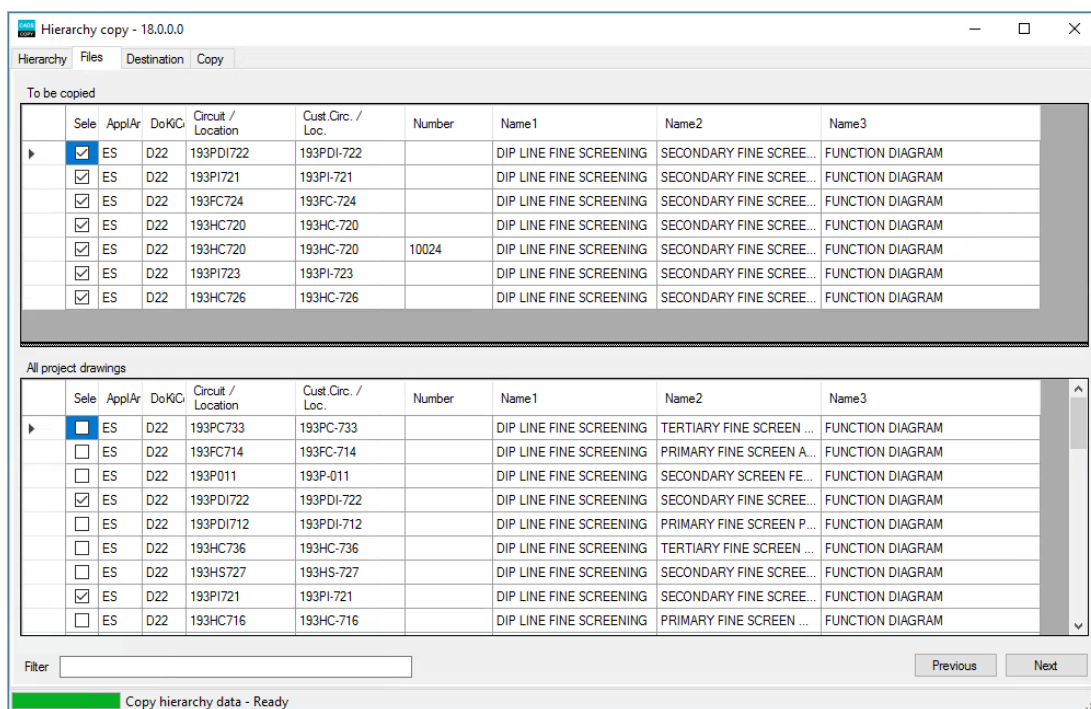 CADS COPY Hierarchy copy - 18.0.0.0
Hierarchy Files Destination Copy
To be copied
Sele ApplAr DoKiC Circuit / Location Cust.Circ. / Loc. Number Name1 Name2 Name3
ES D22 193PDI722 193PDI-722 DIP LINE FINE SCREENING SECONDARY FINE SCREE... FUNCTION DIAGRAM
ES D22 193PI721 193PI-721 DIP LINE FINE SCREENING SECONDARY FINE SCREE... FUNCTION DIAGRAM
ES D22 193FC724 193FC-724 DIP LINE FINE SCREENING SECONDARY FINE SCREE... FUNCTION DIAGRAM
ES D22 193HC720 193HC-720 DIP LINE FINE SCREENING SECONDARY FINE SCREE... FUNCTION DIAGRAM
ES D22 193HC720 193HC-720 10024 DIP LINE FINE SCREENING SECONDARY FINE SCREE... FUNCTION DIAGRAM
ES D22 193PI723 193PI-723 DIP LINE FINE SCREENING SECONDARY FINE SCREE... FUNCTION DIAGRAM
ES D22 193HC726 193HC-726 DIP LINE FINE SCREENING SECONDARY FINE SCREE... FUNCTION DIAGRAM
All project drawings
Sele ApplAr DoKiC Circuit / Location Cust.Circ. / Loc. Number Name1 Name2 Name3
ES D22 193PC733 193PC-733 DIP LINE FINE SCREENING TERTIARY FINE SCREEN ... FUNCTION DIAGRAM
ES D22 193FC714 193FC-714 DIP LINE FINE SCREENING PRIMARY FINE SCREEN A... FUNCTION DIAGRAM
ES D22 193P011 193P-011 DIP LINE FINE SCREENING SECONDARY SCREEN FE... FUNCTION DIAGRAM
ES D22 193PDI722 193PDI-722 DIP LINE FINE SCREENING SECONDARY FINE SCREE... FUNCTION DIAGRAM
ES D22 193PDI712 193PDI-712 DIP LINE FINE SCREENING PRIMARY FINE SCREEN P... FUNCTION DIAGRAM
ES D22 193HC736 193HC-736 DIP LINE FINE SCREENING TERTIARY FINE SCREEN ... FUNCTION DIAGRAM
ES D22 193HS727 193HS-727 DIP LINE FINE SCREENING SECONDARY FINE SCREE... FUNCTION DIAGRAM
ES D22 193PI721 193PI-721 DIP LINE FINE SCREENING SECONDARY FINE SCREE... FUNCTION DIAGRAM
ES D22 193HC716 193HC-716 DIP LINE FINE SCREENING PRIMARY FINE SCREEN ... FUNCTION DIAGRAM
Filter Previous Next
Copy hierarchy data - Ready